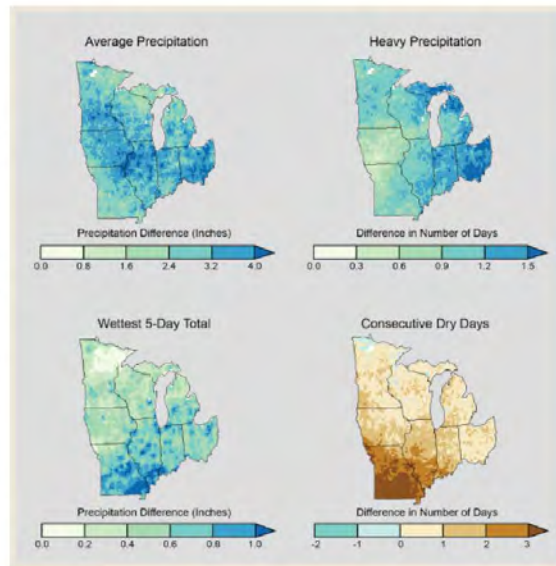 Average Precipitation
Heavy Precipitation
Precipitation Difference (Inches)
0.0 0.8 1.6 2.4 3.2 4.0
Difference in Number of Days
0.0 0.3 0.6 0.9 1.2 1.5
Wettest 5-Day Total
Consecutive Dry Days
Precipitation Difference (Inches)
0.0 0.2 0.4 0.6 0.8 1.0
Difference in Number of Days
-2 -1 0 1 2 3